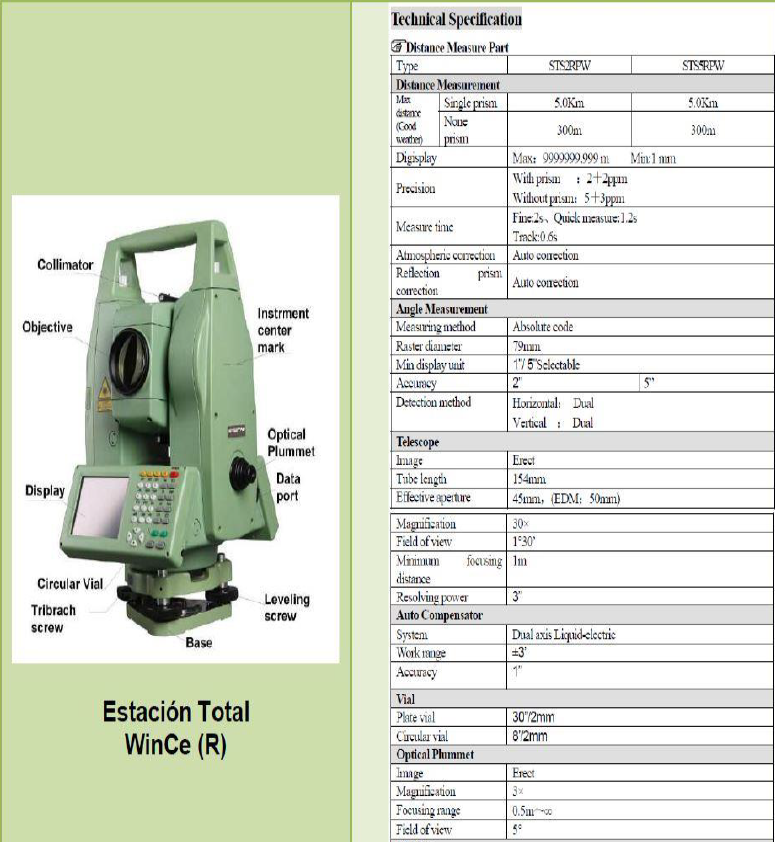 Collimator
Objective
Instrment
center
mark
Optical
Plummet
Data
port
Display
Circular Vial
Tribrach
screw
Leveling
screw
Base
Estación Total
WinCe (R)
Technical Specification
☞Distance Measure Part
Type STS2RPW STS5RPW
Distance Measurement
Max
distance
(Good
weather)
Single prism 5.0Km 5.0Km
None
prism
300m 300m
Digisplay Max：9999999.999 m Min:1 mm
Precision
With prism ：2＋2ppm
Without prism：5＋3ppm
Measure time
Fine:2s、Quick measure:1.2s
Track:0.6s
Atmospheric correction Auto correction
Reflection prism
correction
Auto correction
Angle Measurement
Measuring method Absolute code
Raster diameter 79mm
Min display unit 1"/ 5"Selectable
Accuracy 2" 5"
Detection method Horizontal: Dual
Vertical : Dual
Telescope
Image Erect
Tube length 154mm
Effective aperture 45mm，(EDM：50mm)
Magnification 30×
Field of view 1°30'
Minimum focusing 1m
distance
Resolving power 3"
Auto Compensator
System Dual axis Liquid-electric
Work range ±3'
Accuracy 1"
Vial
Plate vial 30"/2mm
Circular vial 8'/2mm
Optical Plummet
Image Erect
Magnification 3×
Focusing range 0.5m～∞
Field of view 5°